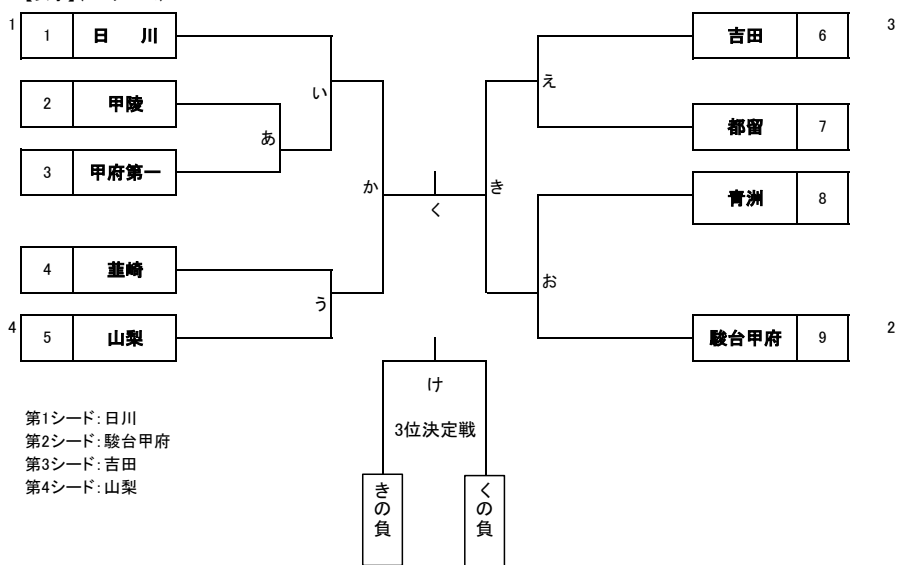 1 1 日 川
2 甲陵
3 甲府第一
4 韮崎
4 5 山梨
吉田 6 3
都留 7
青洲 8
駿台甲府 9 2
あ
い
う
え
お
か
き
く
け
3位決定戦
きの負
くの負
第1シード:日川
第2シード:駿台甲府
第3シード:吉田
第4シード:山梨